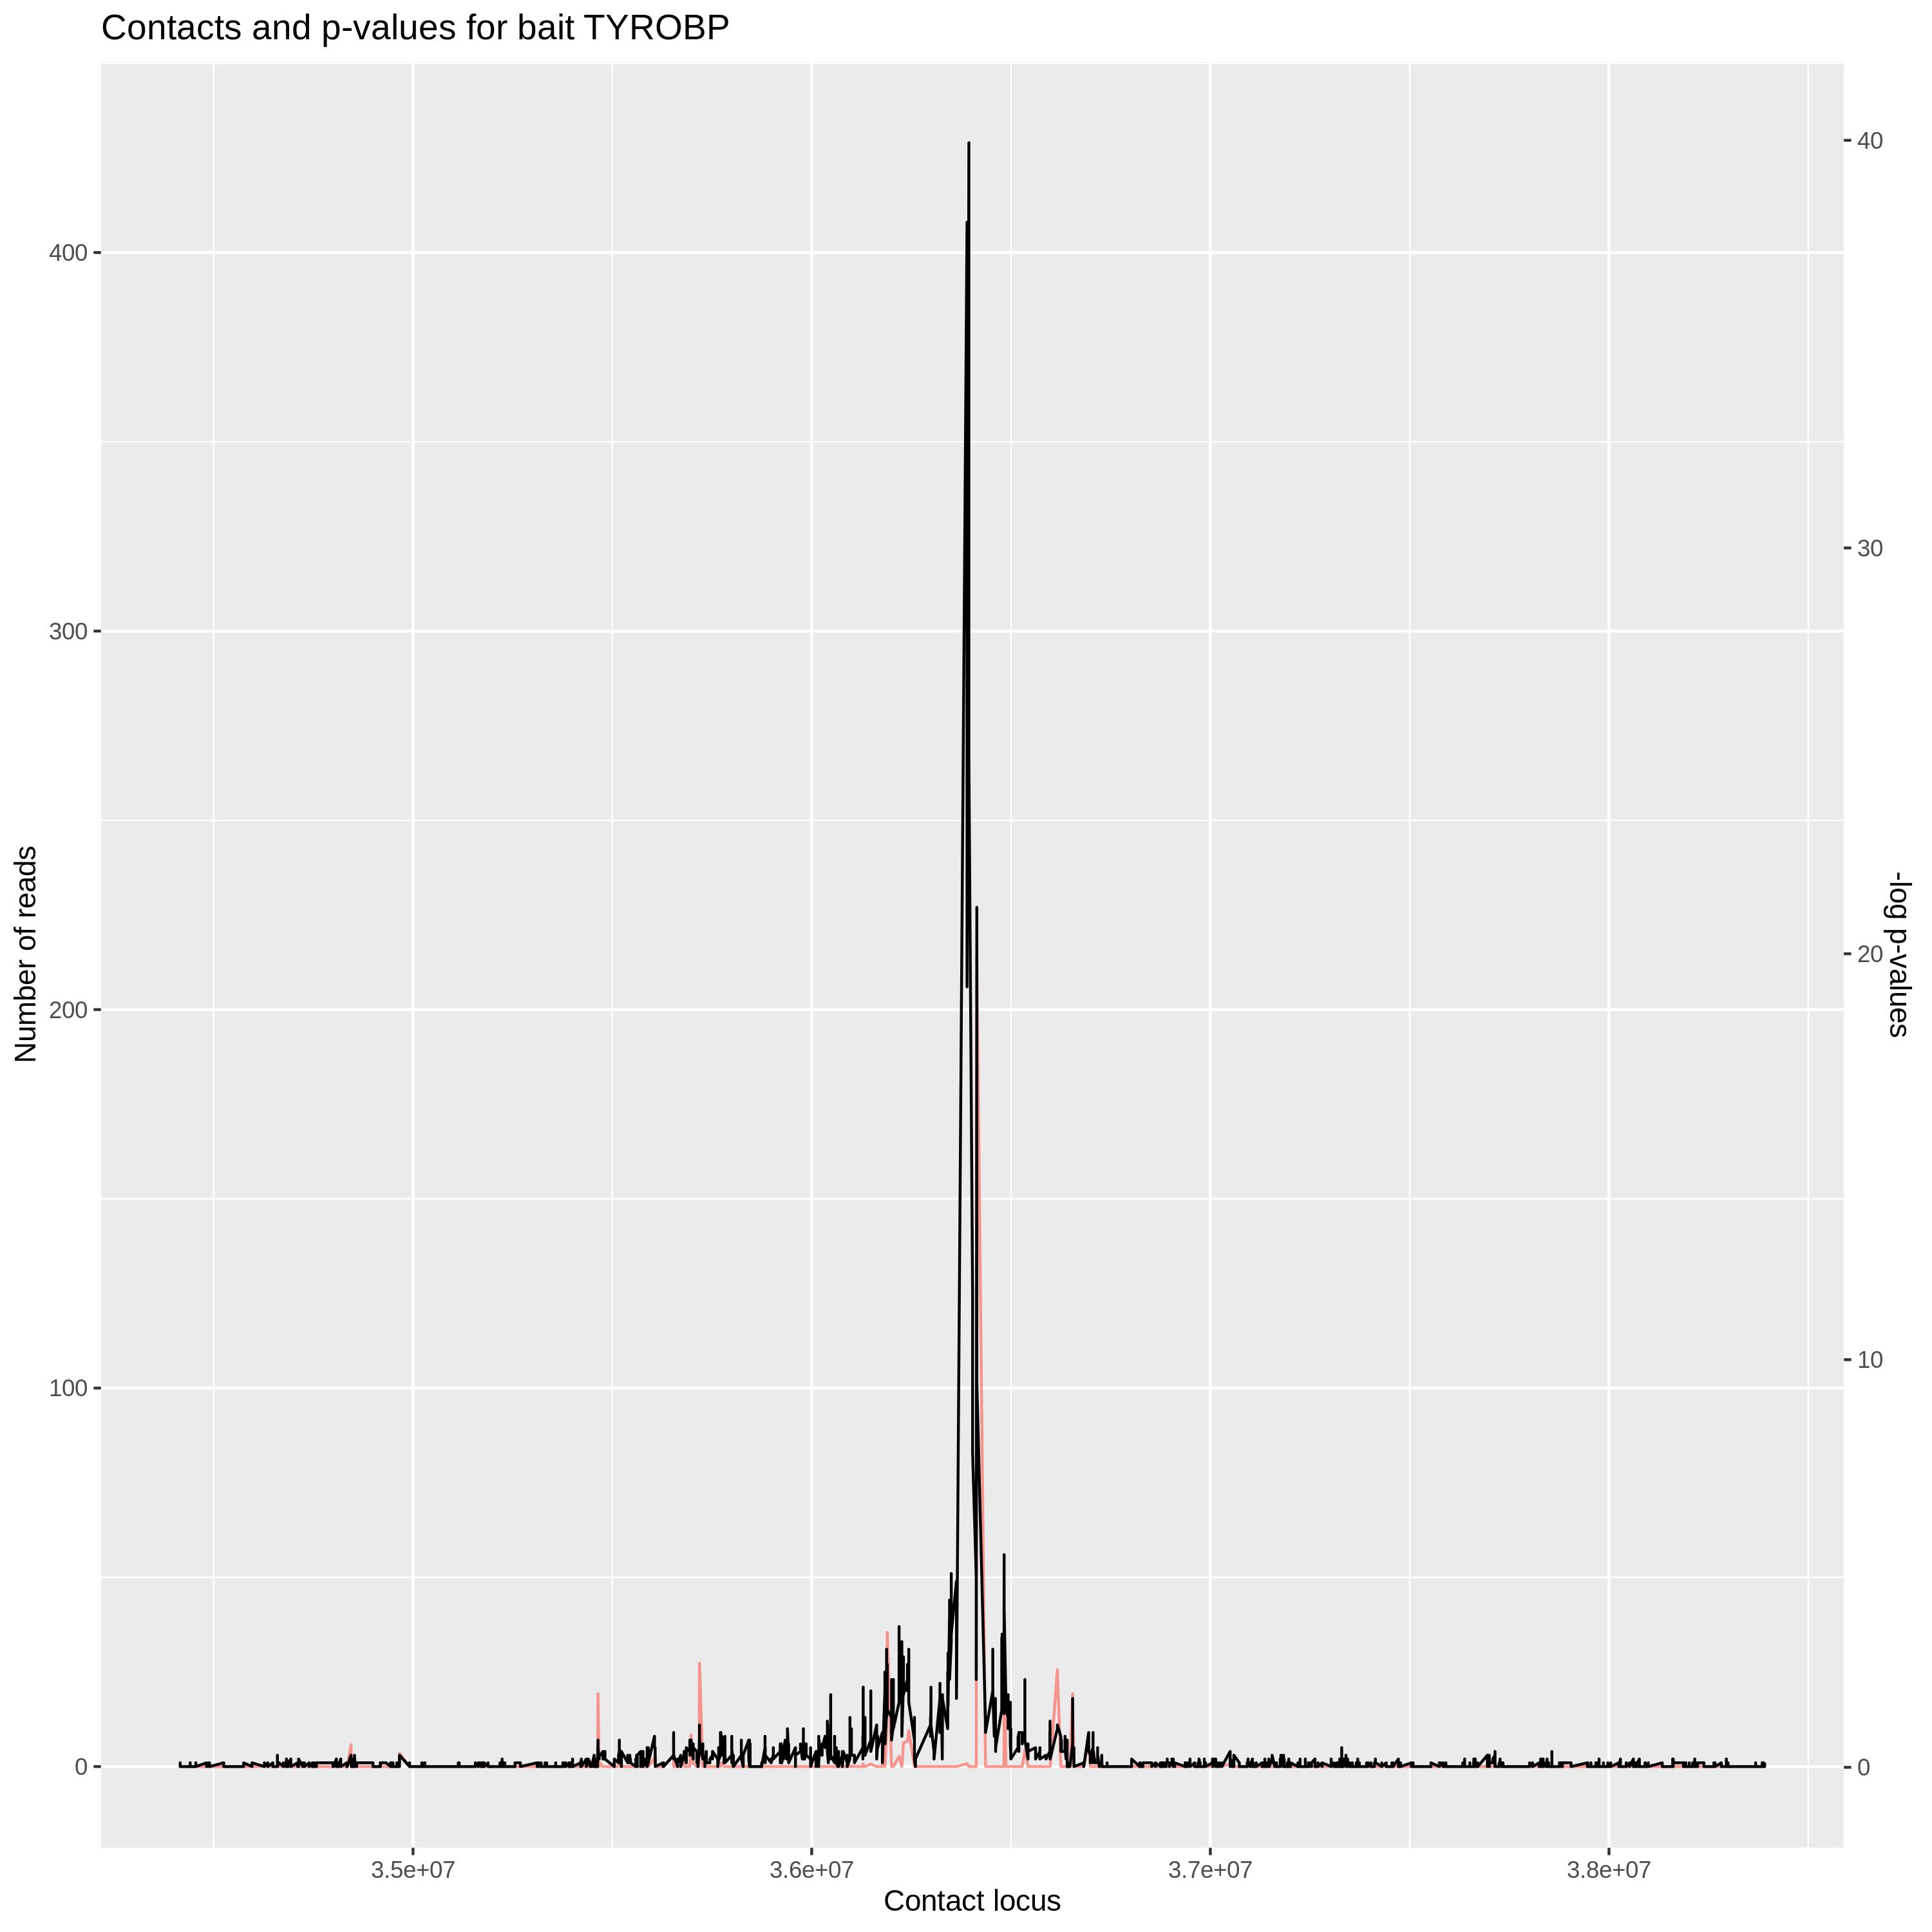 Contacts and p-values for bait TYROBP
Number of reads
400
300
200
100
0
40
30
20
10
0
-log p-values
3.5e+07
3.6e+07
3.7e+07
3.8e+07
Contact locus